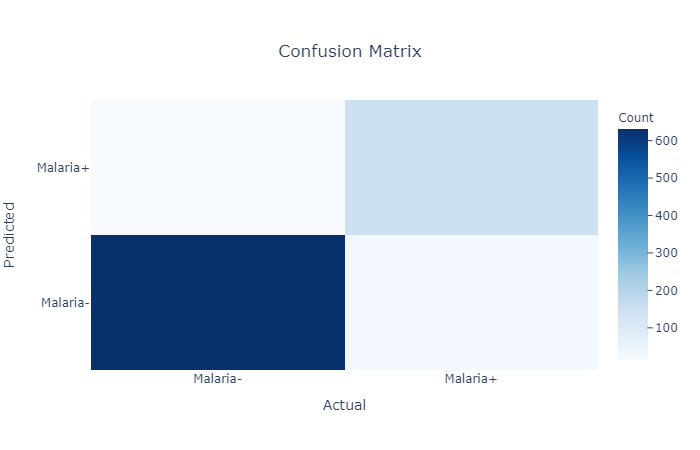 Confusion Matrix
Count
600
500
400
300
200
100
Predicted
Malaria+
Malaria-
Malaria-
Malaria+
Actual